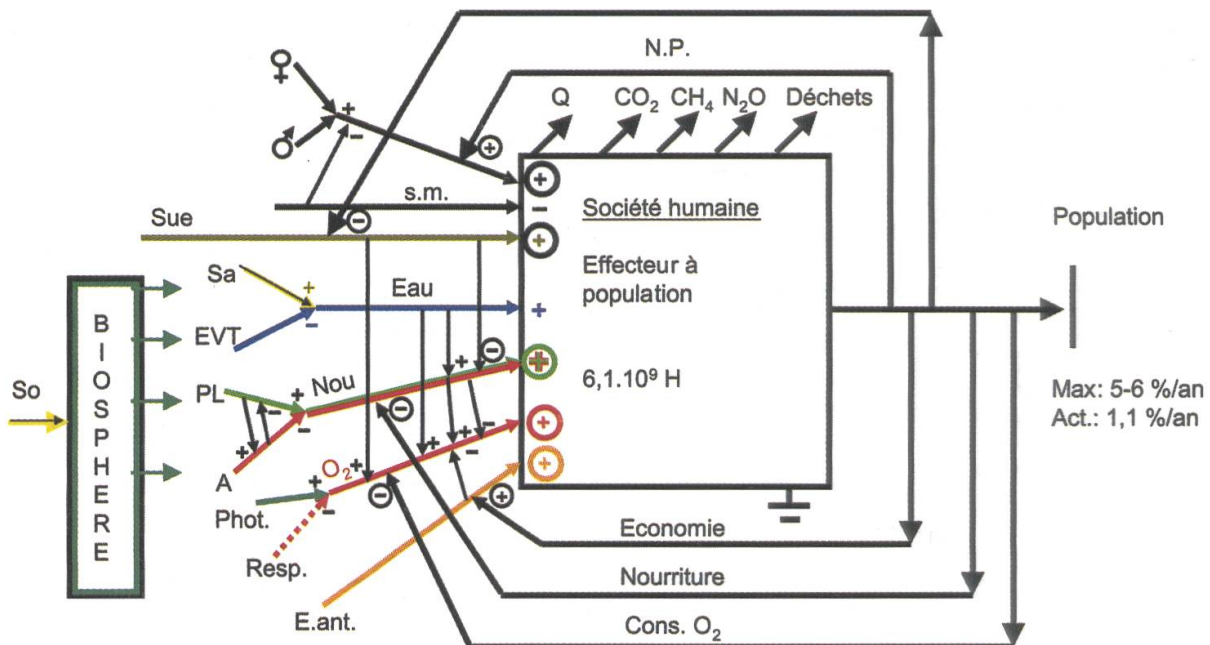 N.P.
♀
♂
+
−
+
Q
CO₂
CH₄
N₂O
Déchets
s.m.
+
−
Sue
−
+
Société humaine
Effecteur à
population
6,1.10⁹ H
Population
Max: 5-6 %/an
Act.: 1,1 %/an
BIOSPHERE
So
Sa
+
−
Eau
+
EVT
PL
+
−
Nou
−
+
−
+
−
+
A
+
−
O₂
+
−
+
+
−
+
Phot.
+
−
Resp.
+
+
E.ant.
Economie
Nourriture
Cons. O₂